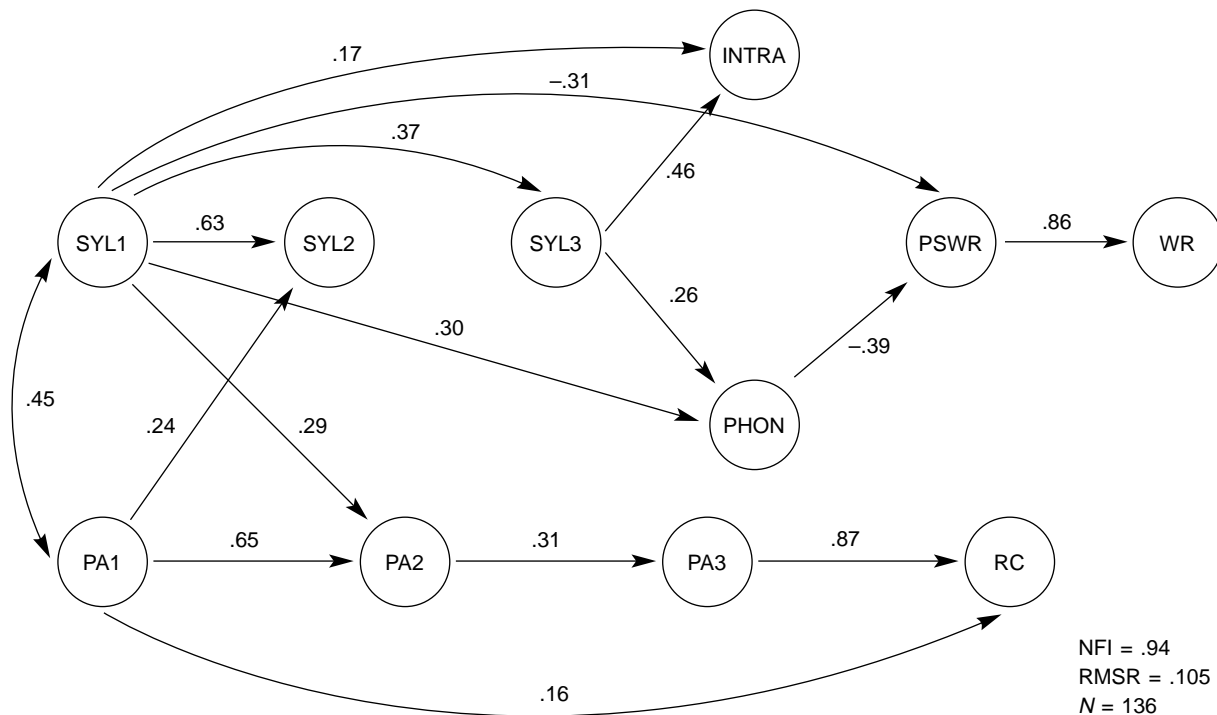 .17
INTRA
–.31
.37
.46
SYL1
.63
SYL2
SYL3
PSWR
.86
WR
.26
.30
–.39
.45
.24
.29
PHON
PA1
.65
PA2
.31
PA3
.87
RC
.16
NFI = .94
RMSR = .105
N = 136